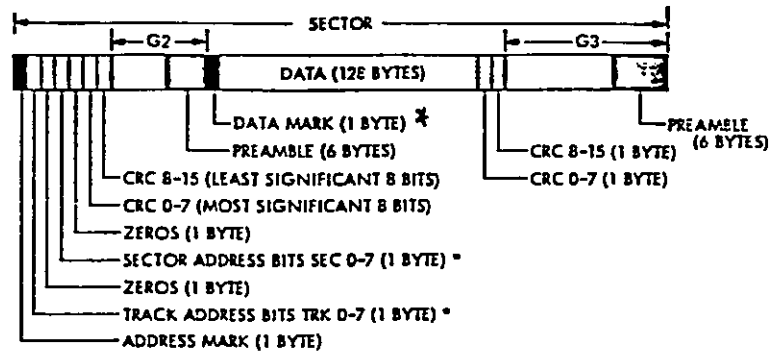 SECTOR
G2
G3
DATA (128 BYTES)
DATA MARK (1 BYTE) *
PREAMBLE (6 BYTES)
PREAMBLE
(6 BYTES)
CRC 8-15 (1 BYTE)
CRC 0-7 (1 BYTE)
CRC 8-15 (LEAST SIGNIFICANT 8 BITS)
CRC 0-7 (MOST SIGNIFICANT 8 BITS)
ZEROS (1 BYTE)
SECTOR ADDRESS BITS SEC 0-7 (1 BYTE) *
ZEROS (1 BYTE)
TRACK ADDRESS BITS TRK 0-7 (1 BYTE) *
ADDRESS MARK (1 BYTE)